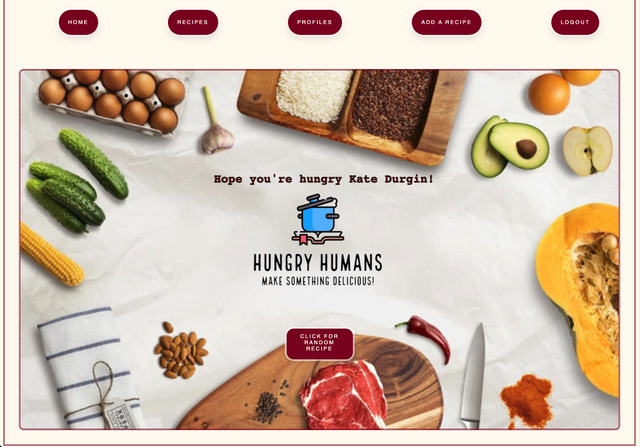 HOME
RECIPES
PROFILES
ADD A RECIPE
LOGOUT
Hope you're hungry Kate Durgin!
HUNGRY HUMANS
MAKE SOMETHING DELICIOUS!
CLICK FOR
RANDOM
RECIPE